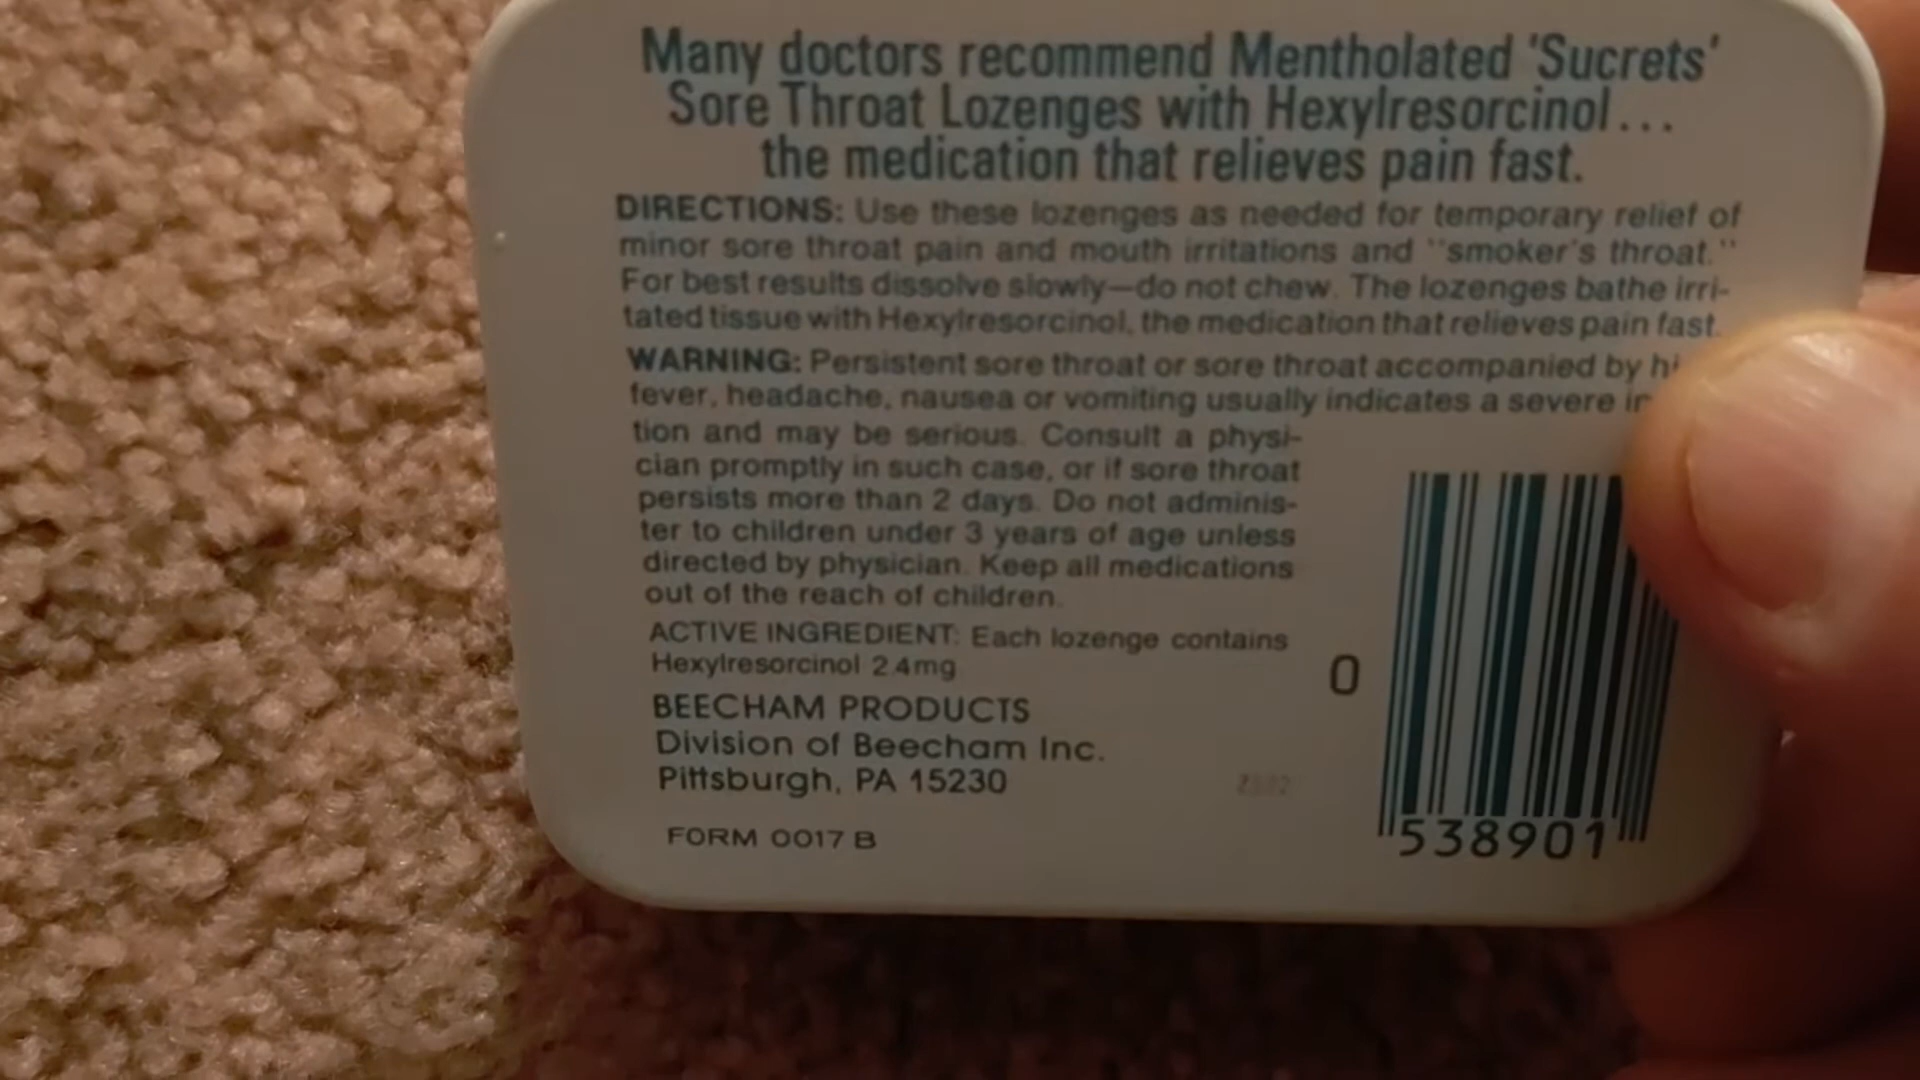 Many doctors recommend Mentholated 'Sucrets'
Sore Throat Lozenges with Hexylresorcinol...
the medication that relieves pain fast.
DIRECTIONS: Use these lozenges as needed for temporary relief of
minor sore throat pain and mouth irritations and "smoker's throat."
For best results dissolve slowly—do not chew. The lozenges bathe irri-
tated tissue with Hexylresorcinol, the medication that relieves pain fast.
WARNING: Persistent sore throat or sore throat accompanied by
fever, headache, nausea or vomiting usually indicates a severe
tion and may be serious. Consult a physi-
cian promptly in such case, or if sore throat
persists more than 2 days. Do not adminis-
ter to children under 3 years of age unless
directed by physician. Keep all medications
out of the reach of children.
ACTIVE INGREDIENT: Each lozenge contains
Hexylresorcinol 2.4mg
BEECHAM PRODUCTS
Division of Beecham Inc.
Pittsburgh, PA 15230
FORM 0017 B
0
538901